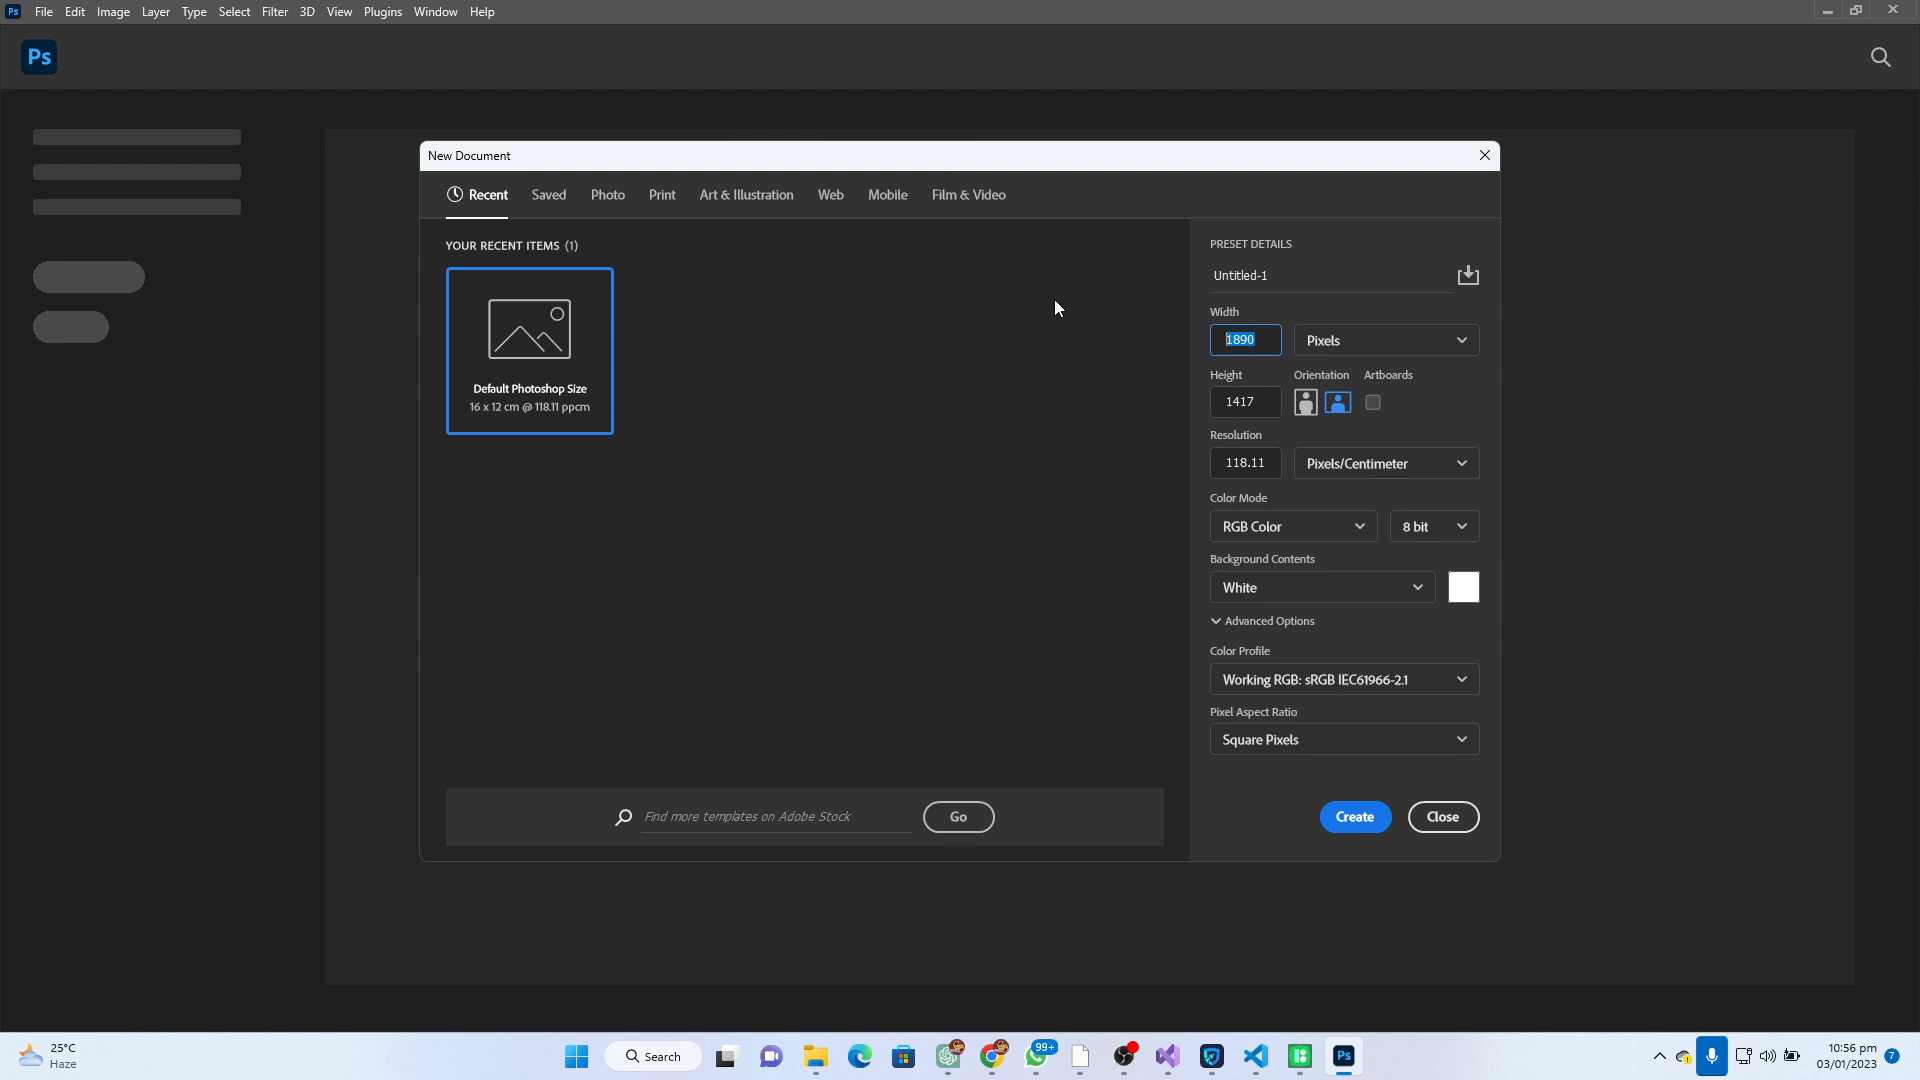 Ps File Edit Image Layer Type Select Filter 3D View Plugins Window Help
Ps
New Document
Recent Saved Photo Print Art & Illustration Web Mobile Film & Video
YOUR RECENT ITEMS (1)
Default Photoshop Size
16 x 12 cm @ 118.11 ppcm
Find more templates on Adobe Stock Go
PRESET DETAILS
Untitled-1
Width
1890 Pixels
Height Orientation Artboards
1417
Resolution
118.11 Pixels/Centimeter
Color Mode
RGB Color 8 bit
Background Contents
White
Advanced Options
Color Profile
Working RGB: sRGB IEC61966-2.1
Pixel Aspect Ratio
Square Pixels
Create Close
25°C
Haze
Search
99+
Ps
10:56 pm
03/01/2023
7